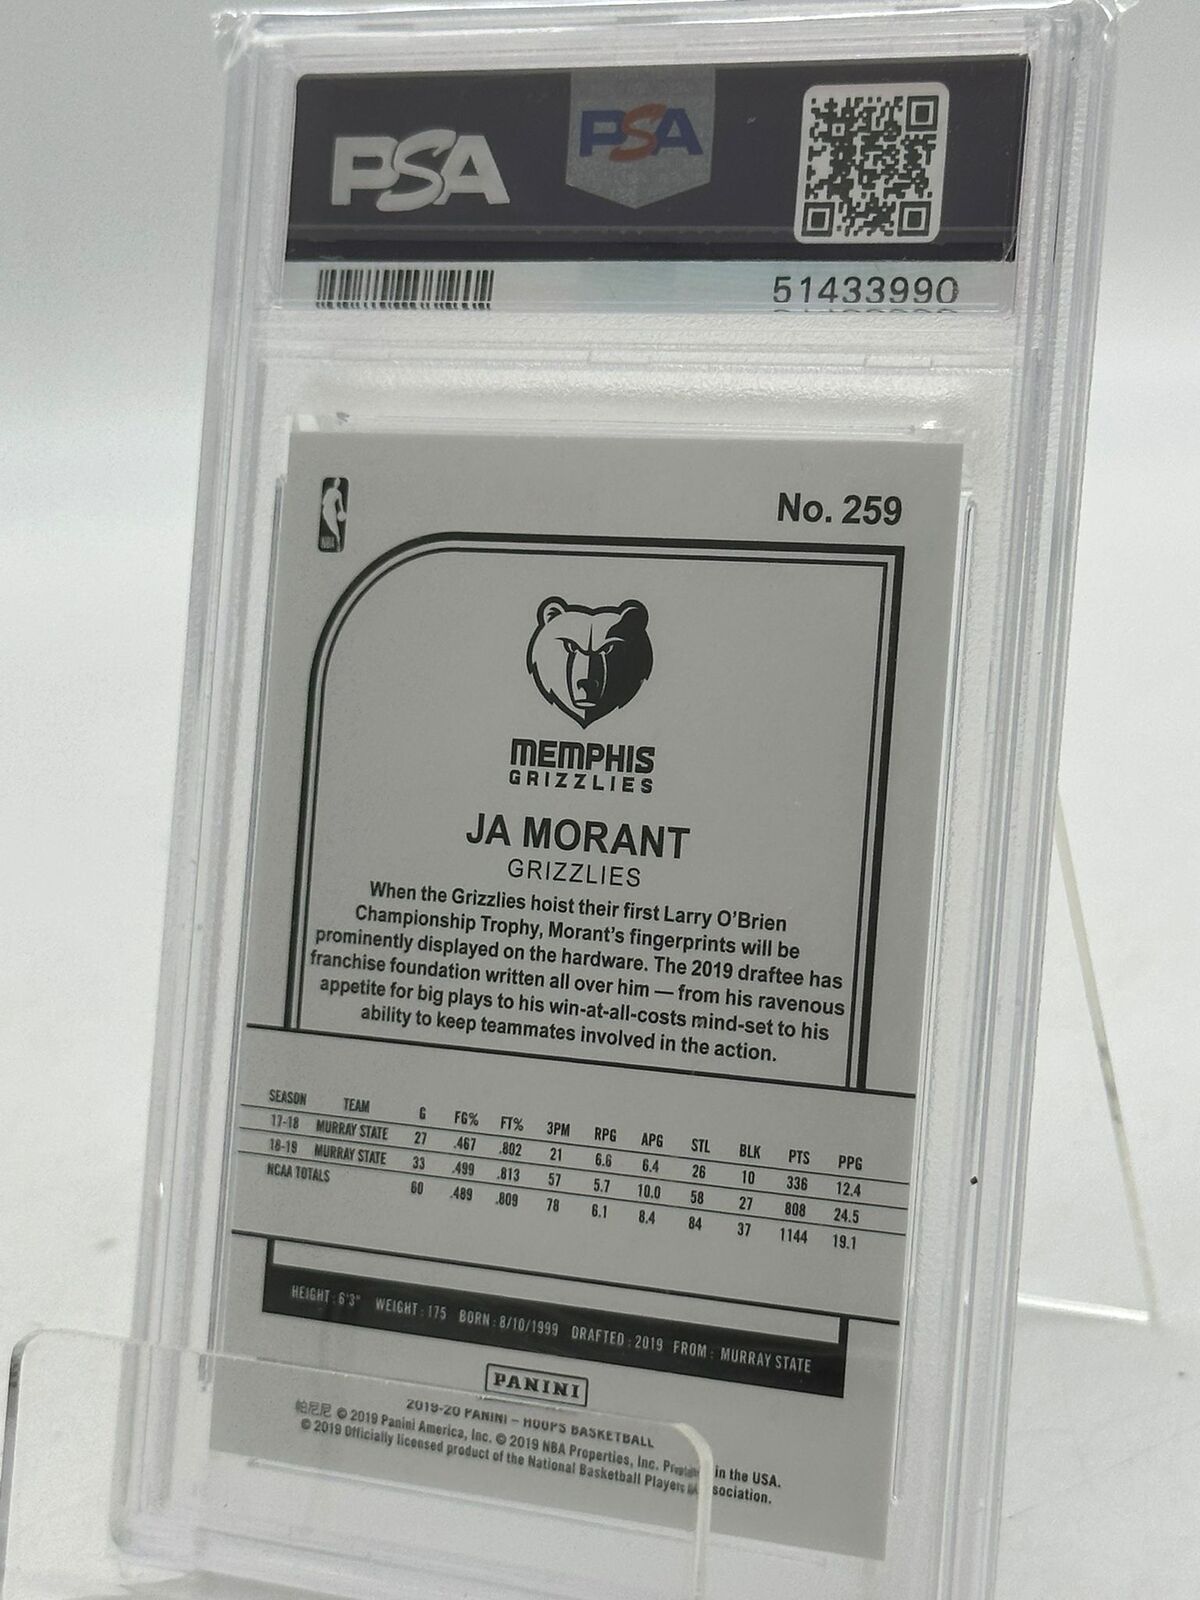 PSA
PSA
51433990
NBA
No. 259
MEMPHIS
GRIZZLIES
JA MORANT
GRIZZLIES
When the Grizzlies hoist their first Larry O'Brien
Championship Trophy, Morant's fingerprints will be
prominently displayed on the hardware. The 2019 draftee has
franchise foundation written all over him — from his ravenous
appetite for big plays to his win-at-all-costs mind-set to his
ability to keep teammates involved in the action.
SEASON TEAM G FG% FT% 3PM RPG APG STL BLK PTS PPG
17-18 MURRAY STATE 27 .467 .802 21 6.6 6.4 26 10 336 12.4
18-19 MURRAY STATE 33 .499 .813 57 5.7 10.0 58 27 808 24.5
NCAA TOTALS 60 .489 .809 78 6.1 8.4 84 37 1144 19.1
HEIGHT : 6'3" WEIGHT : 175 BORN : 8/10/1999 DRAFTED : 2019 FROM : MURRAY STATE
PANINI
2019-20 PANINI – HOOPS BASKETBALL
帕尼尼 © 2019 Panini America, Inc. © 2019 NBA Properties, Inc. Printed in the USA.
© 2019 Officially licensed product of the National Basketball Players Association.